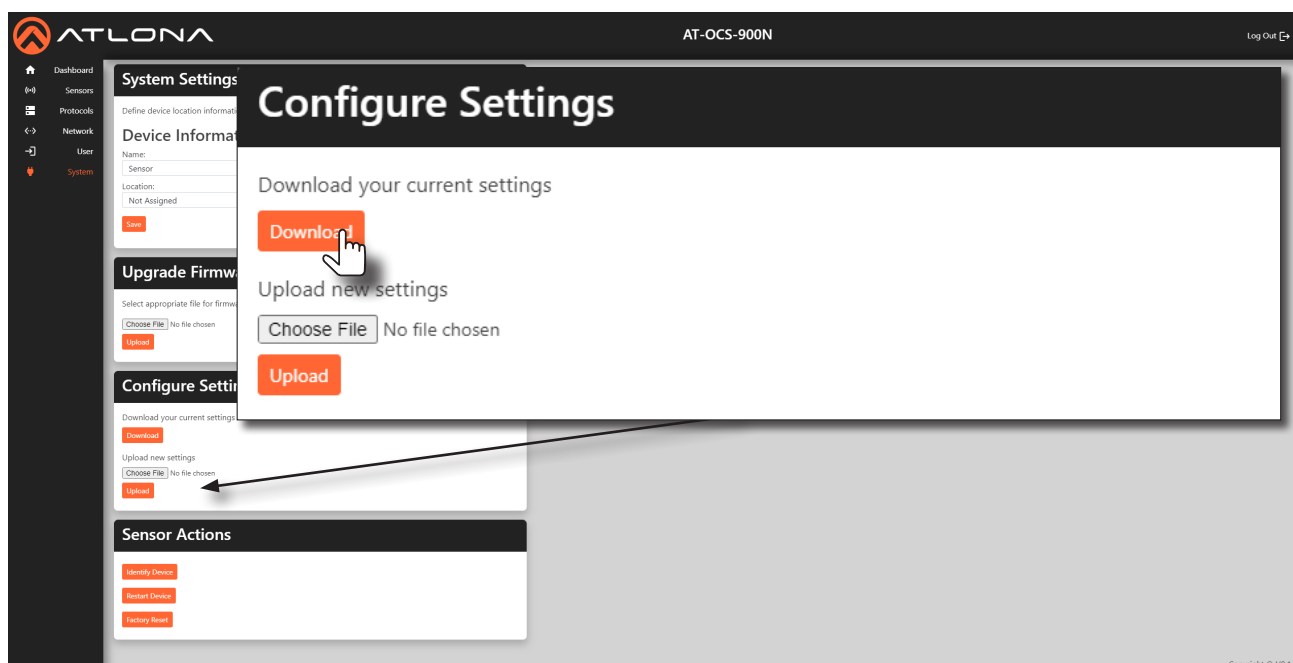 ATLONA
AT-OCS-900N
Log Out
Dashboard
Sensors
Protocols
Network
User
System
System Settings
Define device location informati
Device Informat
Name:
Sensor
Location:
Not Assigned
Save
Upgrade Firmw
Select appropriate file for firmw
Choose File No file chosen
Upload
Configure Settin
Download your current settings
Download
Upload new settings
Choose File No file chosen
Upload
Sensor Actions
Identify Device
Restart Device
Factory Reset
Configure Settings
Download your current settings
Download
Upload new settings
Choose File No file chosen
Upload